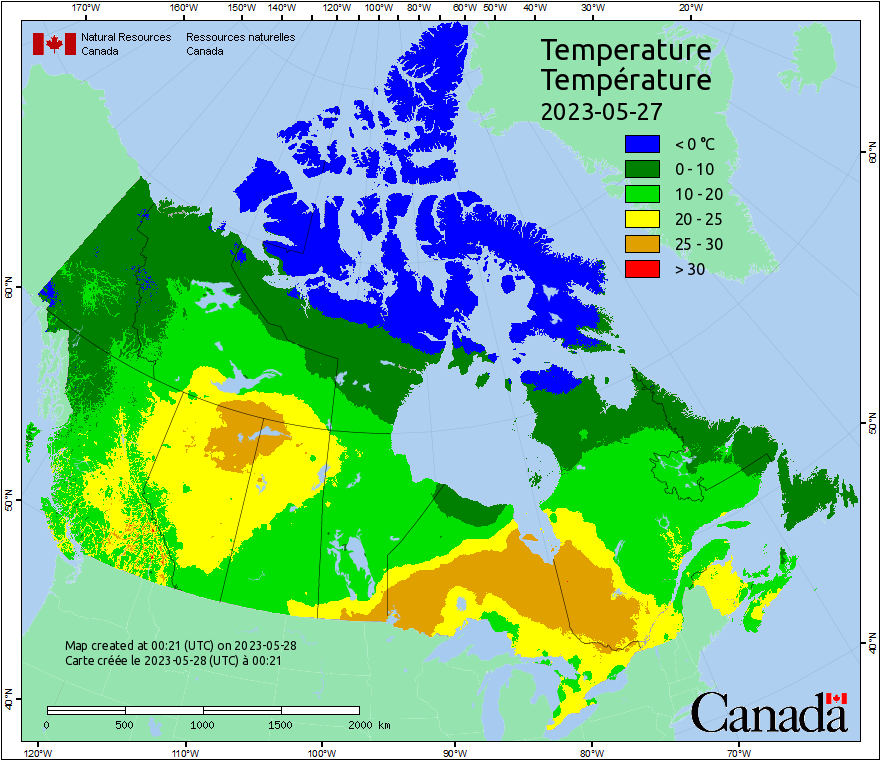 170°W 160°W 150°W 140°W 130°W 120°W 110°W 100°W 90°W 80°W 70°W 60°W 50°W 40°W 30°W 20°W
Natural Resources Ressources naturelles
Canada Canada
Temperature
Température
2023-05-27
< 0 °C
0 - 10
10 - 20
20 - 25
25 - 30
> 30
60°N
60°N
50°N
50°N
40°N
40°N
Map created at 00:21 (UTC) on 2023-05-28
Carte créée le 2023-05-28 (UTC) à 00:21
0 500 1000 1500 2000 km
Canada
120°W 110°W 100°W 90°W 80°W 70°W